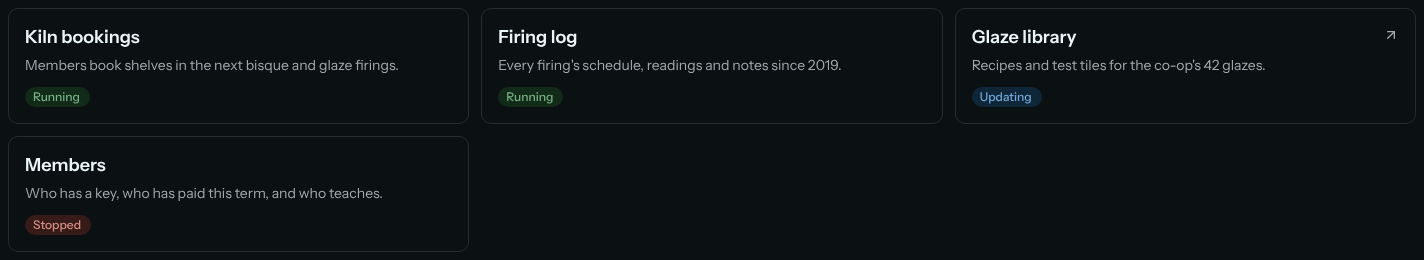 Kiln bookings
Members book shelves in the next bisque and glaze firings.
Running
Firing log
Every firing's schedule, readings and notes since 2019.
Running
Glaze library
Recipes and test tiles for the co-op's 42 glazes.
Updating
Members
Who has a key, who has paid this term, and who teaches.
Stopped